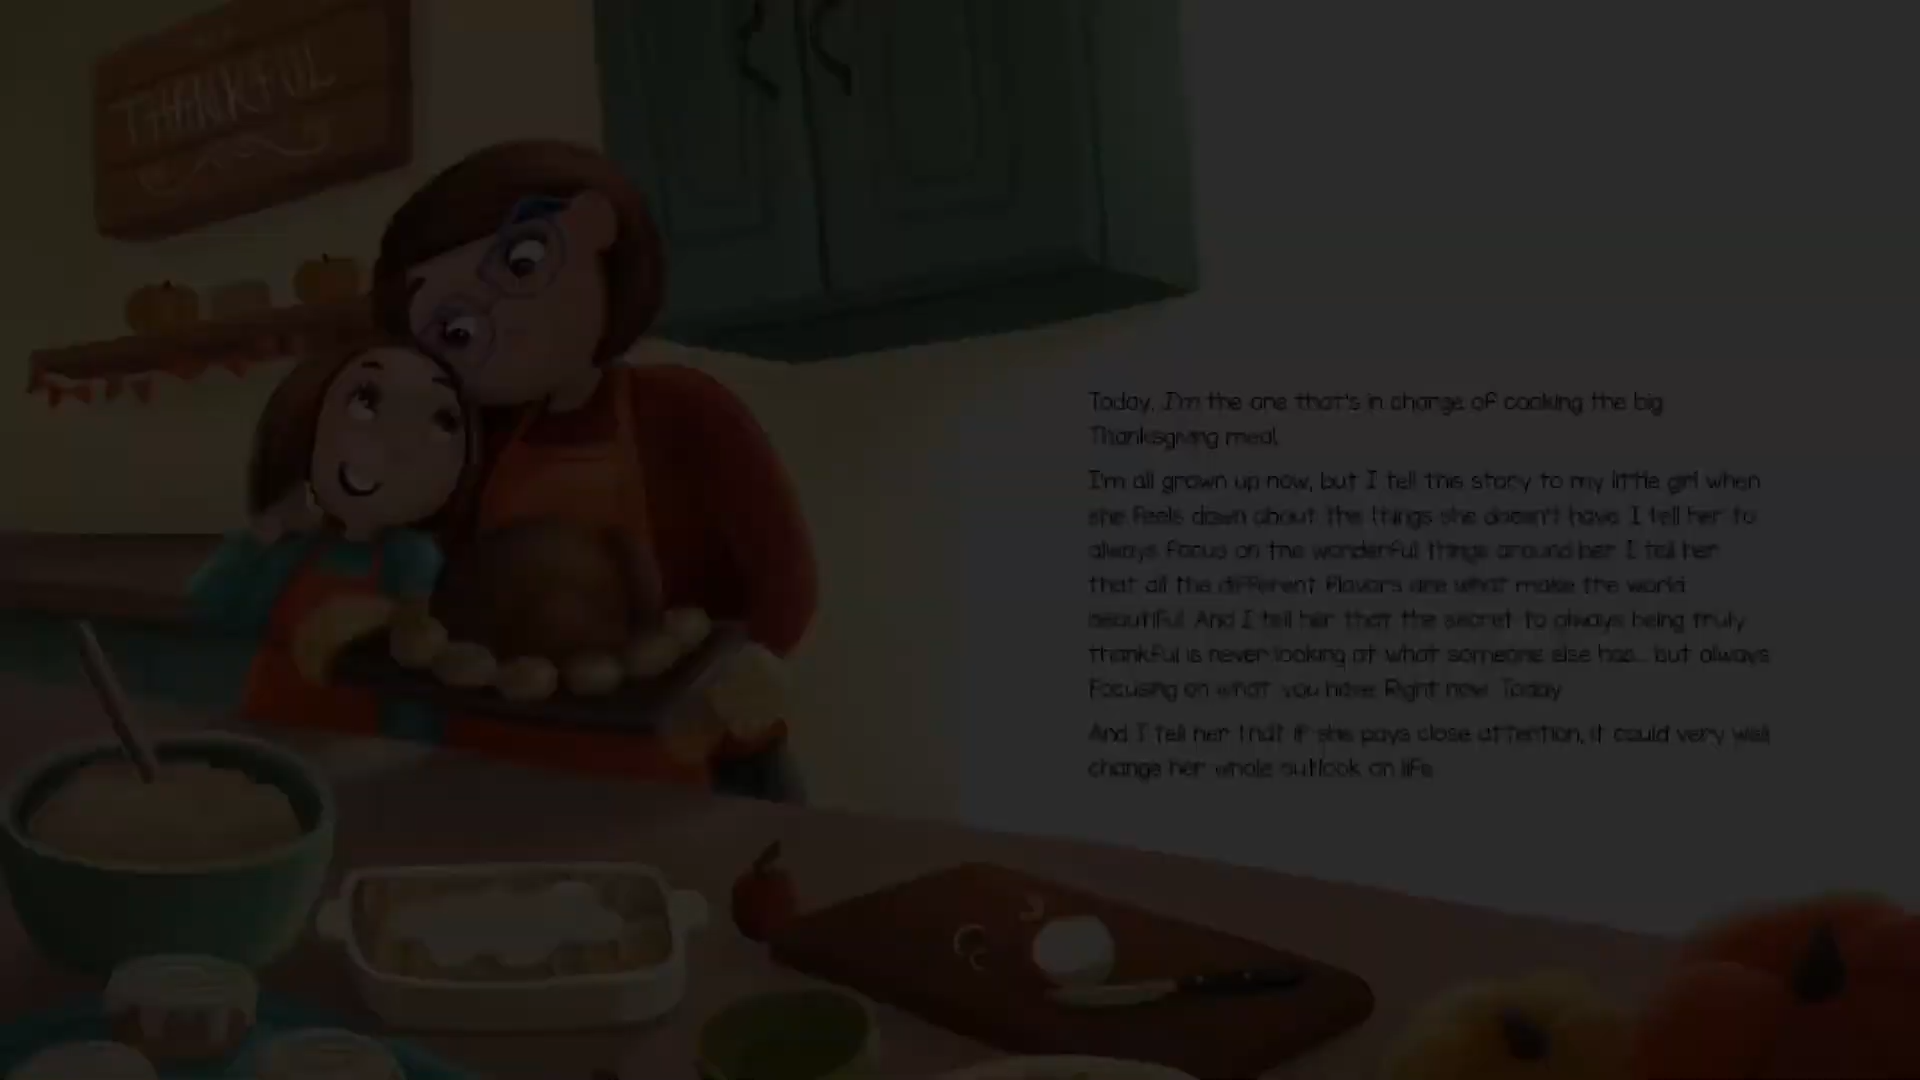 THANKFUL
Today, I'm the one that's in charge of cooking the big
Thanksgiving meal.
I'm all grown up now, but I tell this story to my little girl when
she feels down about the things she doesn't have. I tell her to
always focus on the wonderful things around her. I tell her
that all the different flavors are what make the world
beautiful. And I tell her that the secret to always being truly
thankful is never looking at what someone else has... but always
focusing on what you have. Right now. Today.
And I tell her that if she pays close attention, it could very well
change her whole outlook on life.